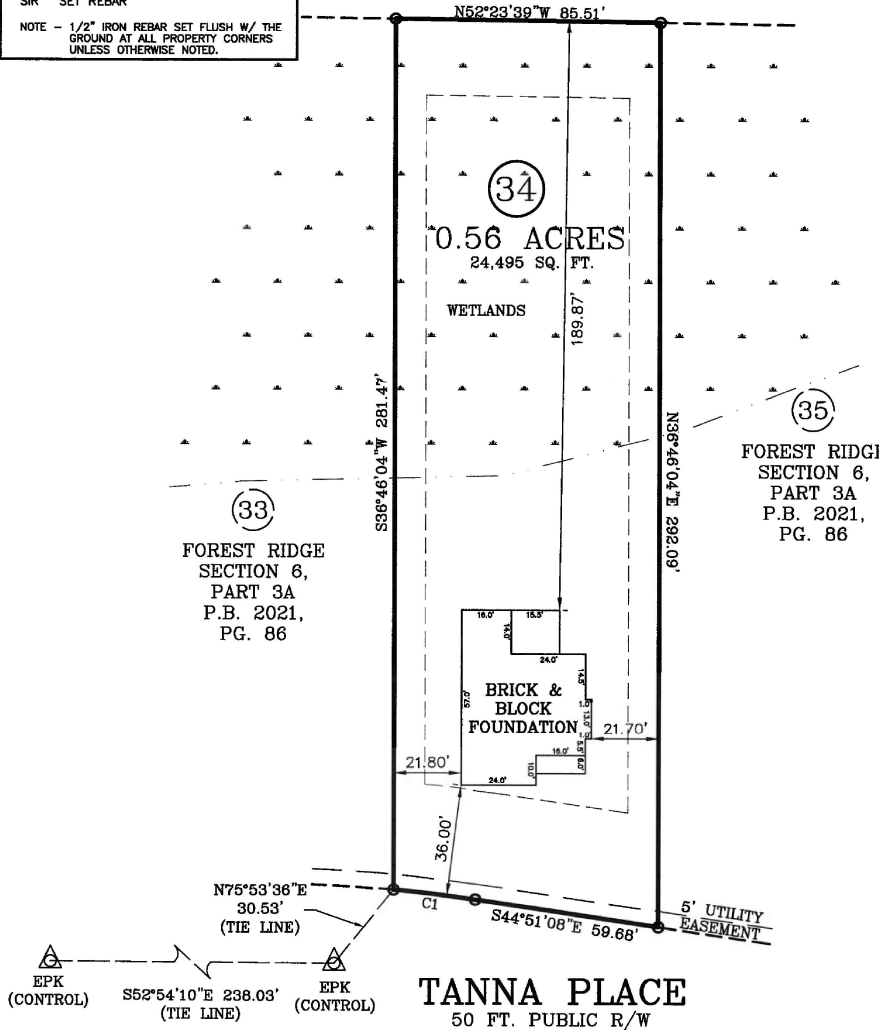 SIR - SET REBAR
NOTE - 1/2" IRON REBAR SET FLUSH W/ THE
GROUND AT ALL PROPERTY CORNERS
UNLESS OTHERWISE NOTED.
N52°23'39"W 85.51'
34
0.56 ACRES
24,495 SQ. FT.
WETLANDS
189.87'
S36°46'04"W 281.47'
N36°46'04"E 292.09'
35
FOREST RIDGE
SECTION 6,
PART 3A
P.B. 2021,
PG. 86
33
FOREST RIDGE
SECTION 6,
PART 3A
P.B. 2021,
PG. 86
16.0'
15.5'
14.0'
24.0'
14.5'
57.0'
BRICK &
BLOCK
FOUNDATION
1.0'
13.0'
1.0'
5.5'
16.0'
6.0'
10.0'
24.0'
21.80'
21.70'
36.00'
N75°53'36"E
30.53'
(TIE LINE)
C1
S44°51'08"E 59.68'
5' UTILITY
EASEMENT
EPK
(CONTROL)
S52°54'10"E 238.03'
(TIE LINE)
EPK
(CONTROL)
TANNA PLACE
50 FT. PUBLIC R/W